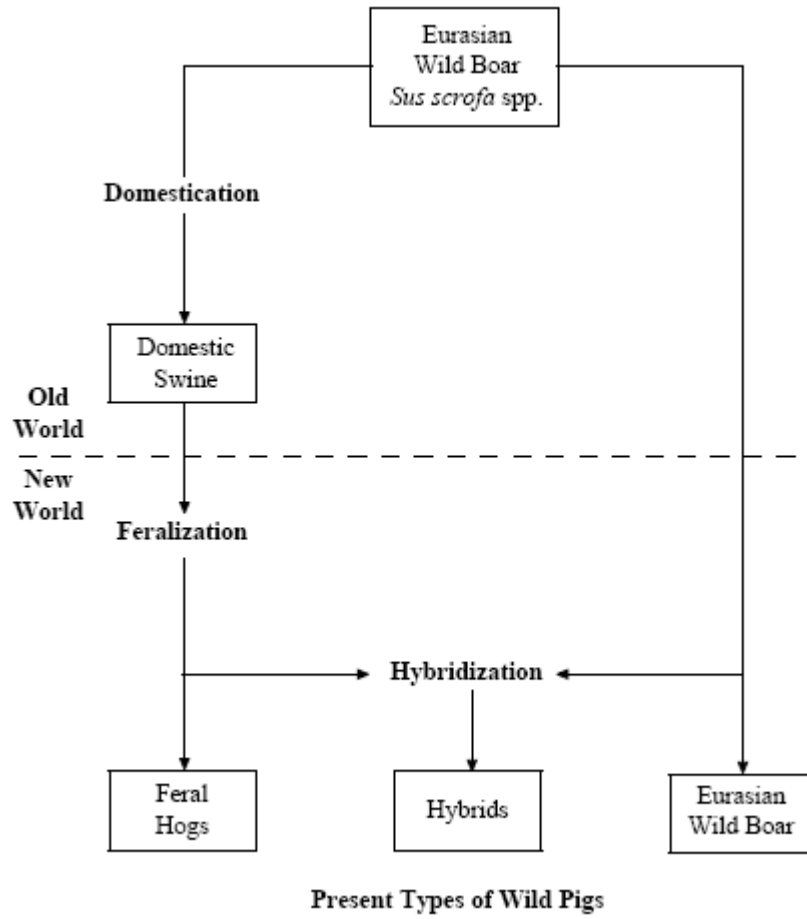 Eurasian
Wild Boar
Sus scrofa spp.
Domestication
Domestic
Swine
Old
World
New
World
Feralization
Hybridization
Feral
Hogs
Hybrids
Eurasian
Wild Boar
Present Types of Wild Pigs